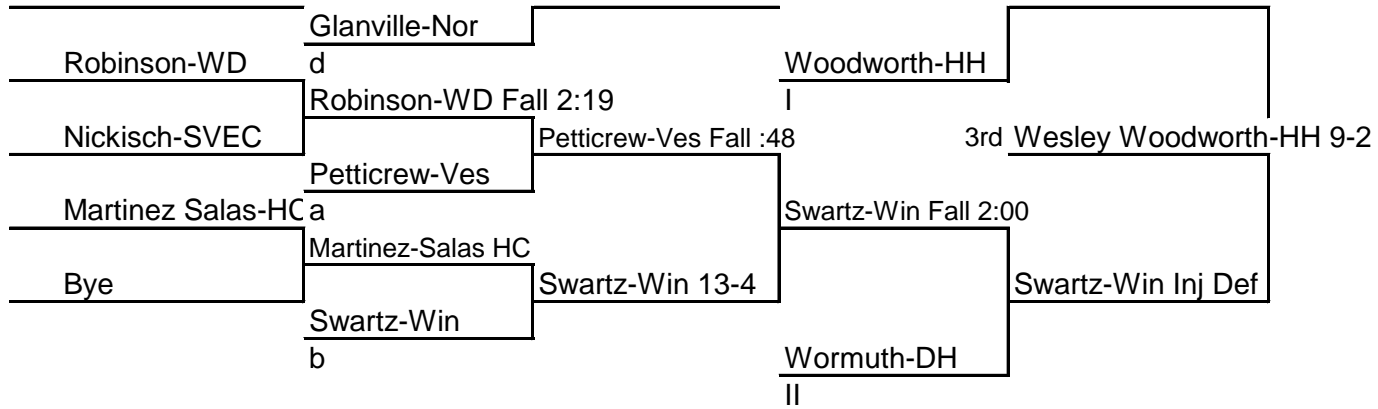 Glanville-Nor
Robinson-WD
d
Woodworth-HH
Robinson-WD Fall 2:19
I
Nickisch-SVEC
Petticrew-Ves Fall :48
3rd Wesley Woodworth-HH 9-2
Petticrew-Ves
Martinez Salas-HC
a
Swartz-Win Fall 2:00
Martinez-Salas HC
Bye
Swartz-Win 13-4
Swartz-Win Inj Def
Swartz-Win
b
Wormuth-DH
II